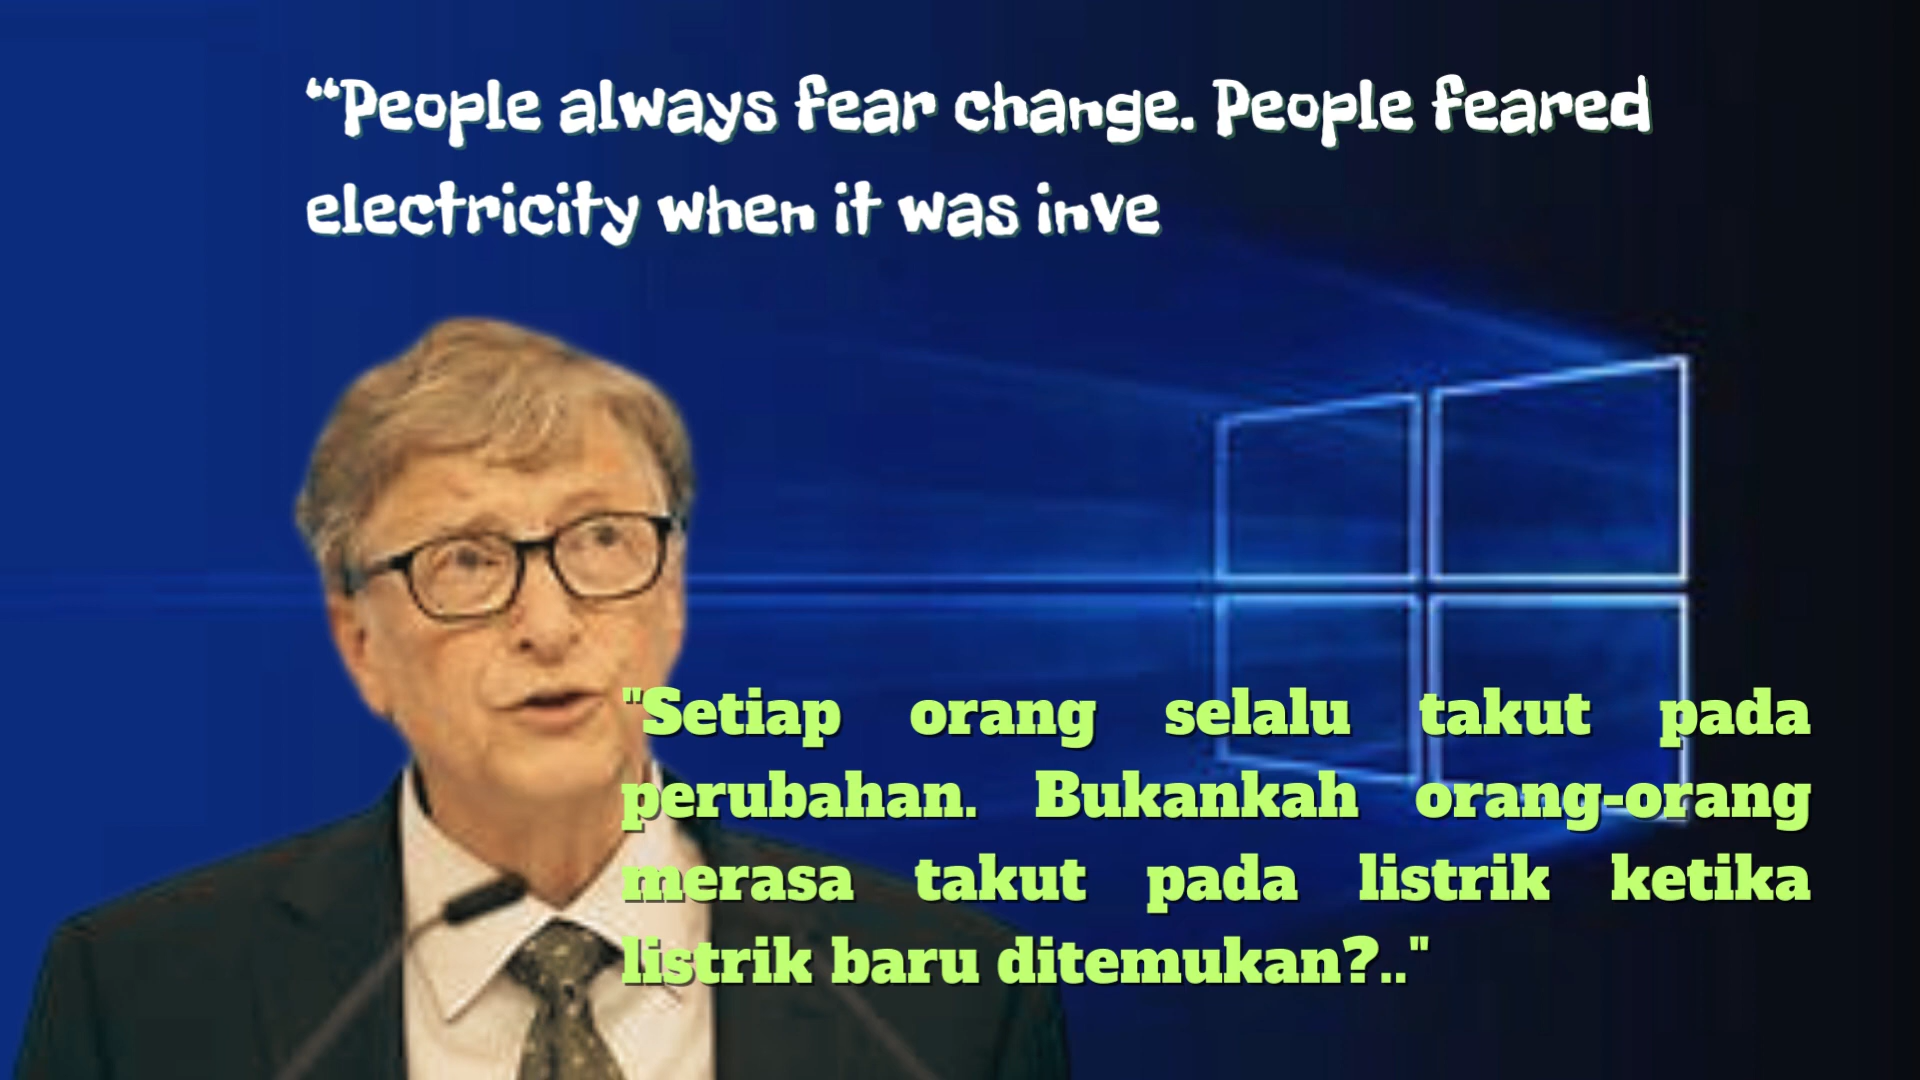 “People always fear change. People feared
electricity when it was inve
"Setiap orang selalu takut pada
perubahan. Bukankah orang-orang
merasa takut pada listrik ketika
listrik baru ditemukan?.."